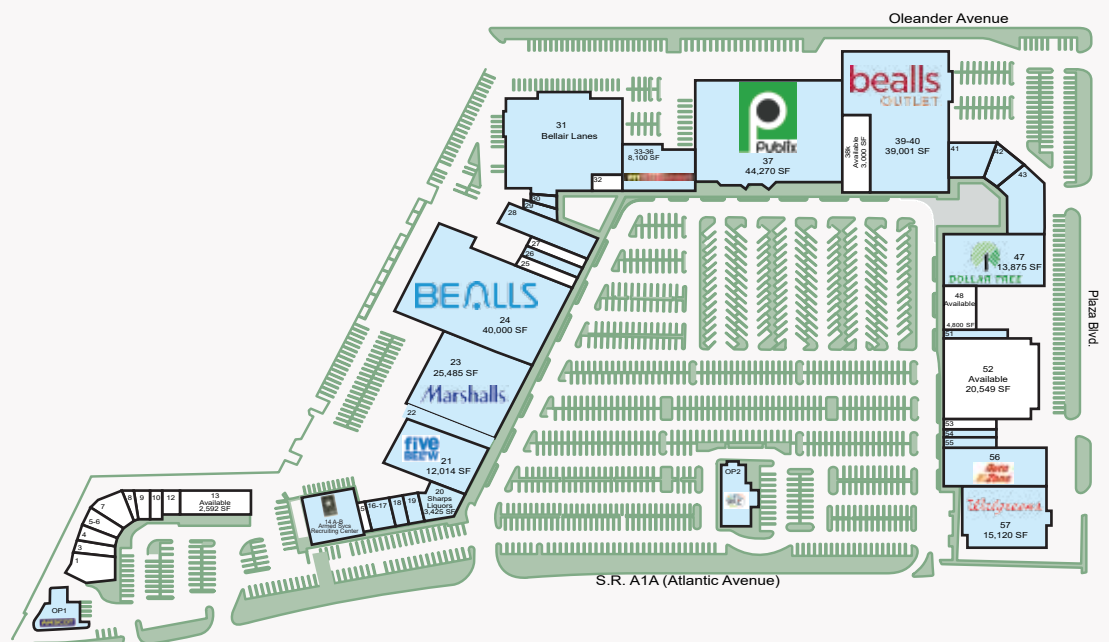 Oleander Avenue
bealls
OUTLET
39-40
39,001 SF
38k
Available
3,000 SF
Publix
37
44,270 SF
31
Bellair Lanes
33-36
8,100 SF
32
30
29
28
27
26
25
41
42
43
47
13,875 SF
DOLLAR TREE
48
Available
4,800 SF
51
52
Available
20,549 SF
53
54
55
56
Auto
Zone
Walgreens
57
15,120 SF
Plaza Blvd.
BEALLS
24
40,000 SF
23
25,485 SF
Marshalls
22
five
BELOW
21
12,014 SF
20
Sharps
Liquors
3,425 SF
19
18
16-17
14 A-B
Armed Svcs
Recruiting Center
13
Available
2,592 SF
12
10
9
8
7
5-6
4
3
1
OP1
OP2
S.R. A1A (Atlantic Avenue)